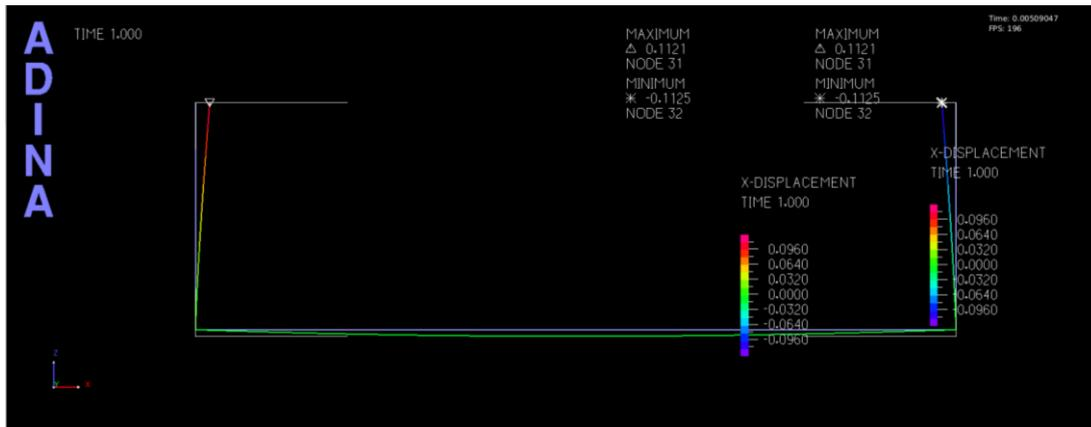 ADINA
TIME 1.000
MAXIMUM
△ 0.1121
NODE 31
MINIMUM
* -0.1125
NODE 32
MAXIMUM
△ 0.1121
NODE 31
MINIMUM
* -0.1125
NODE 32
Time: 0.00509047
FPS: 196
X-DISPLACEMENT
TIME 1.000
0.0960
0.0640
0.0320
0.0000
-0.0320
-0.0640
-0.0960
X-DISPLACEMENT
TIME 1.000
0.0960
0.0640
0.0320
0.0000
-0.0320
-0.0640
-0.0960
Z
Y
X